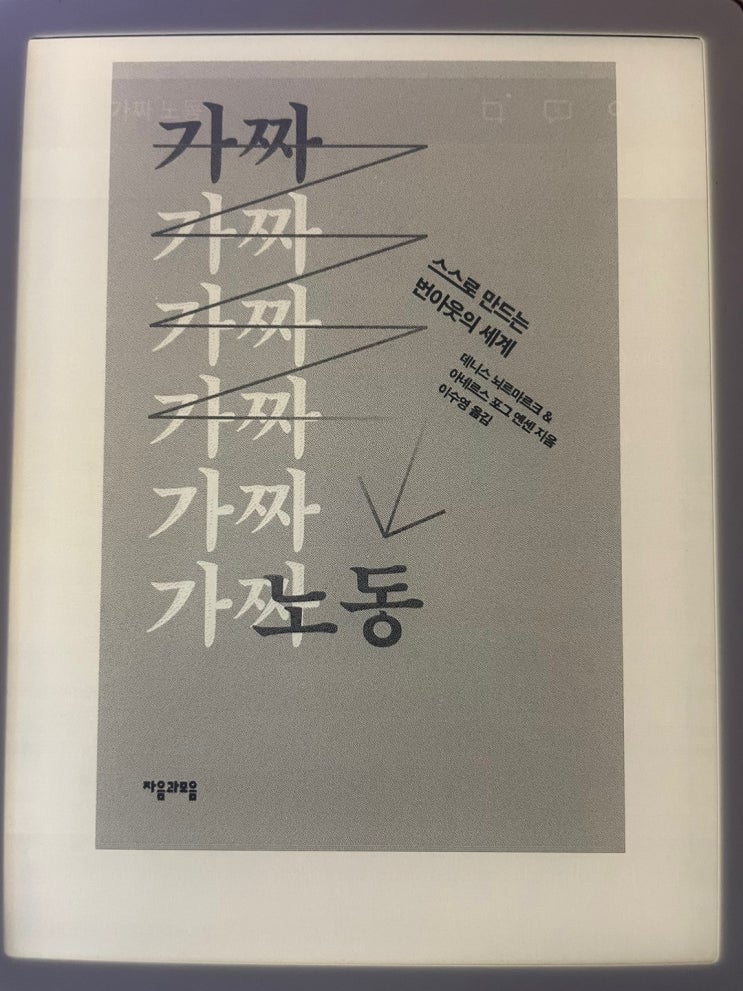 가짜
가짜
가짜
가짜
가짜
가짜
노동
스스로 만드는
번아웃의 세계
데니스 뇌르마르크 &
아네르스 포그 옌센 지음
이수영 옮김
자음과모음